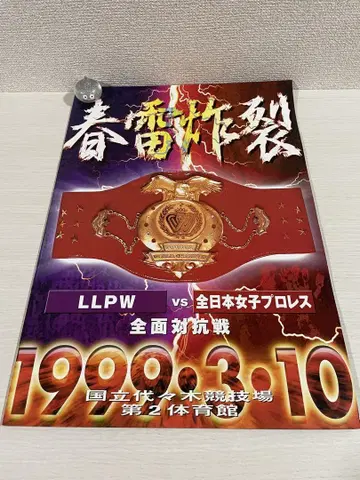 春雷炸裂
LLPW vs 全日本女子プロレス
全面対抗戦
1999・3・10
国立代々木競技場
第2体育館